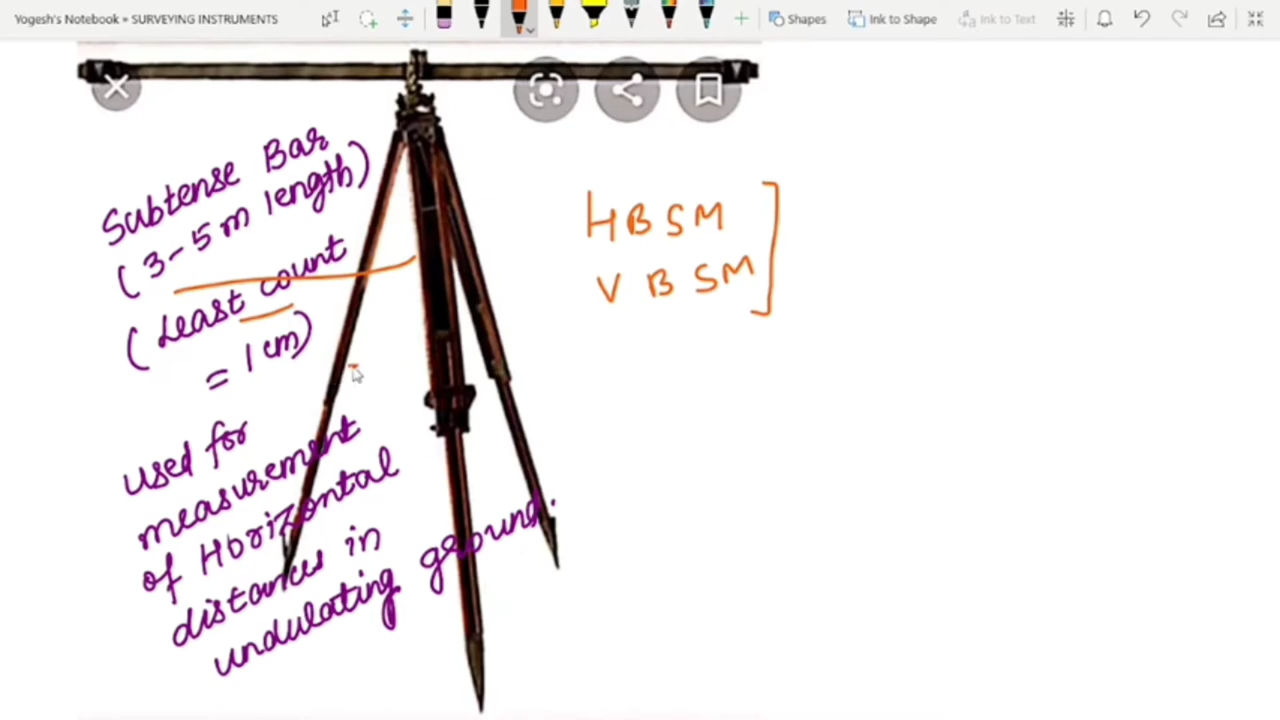 Yogesh's Notebook » SURVEYING INSTRUMENTS
Shapes
Ink to Shape
Ink to Text
Subtense Bar
(3-5m length)
(Least count
= 1 cm)
used for
measurement
of Horizontal
distances in
undulating ground.
HBSM
VBSM